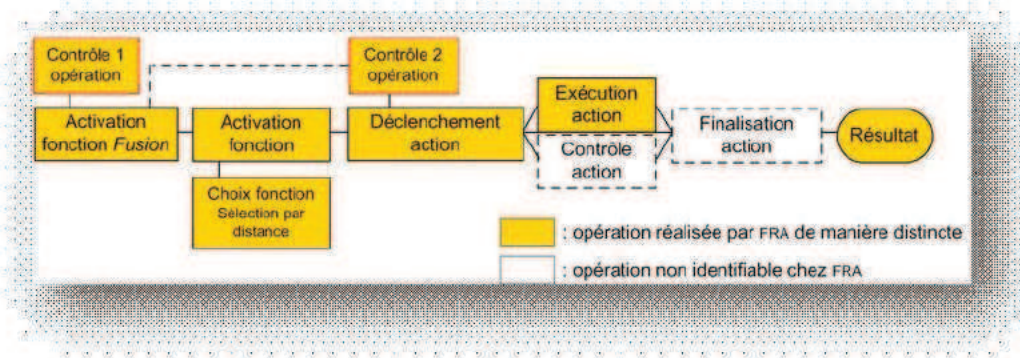 Contrôle 1
opération
Contrôle 2
opération
Activation
fonction Fusion
Activation
fonction
Déclenchement
action
Exécution
action
Contrôle
action
Finalisation
action
Résultat
Choix fonction
Sélection par
distance
: opération réalisée par FRA de manière distincte
: opération non identifiable chez FRA